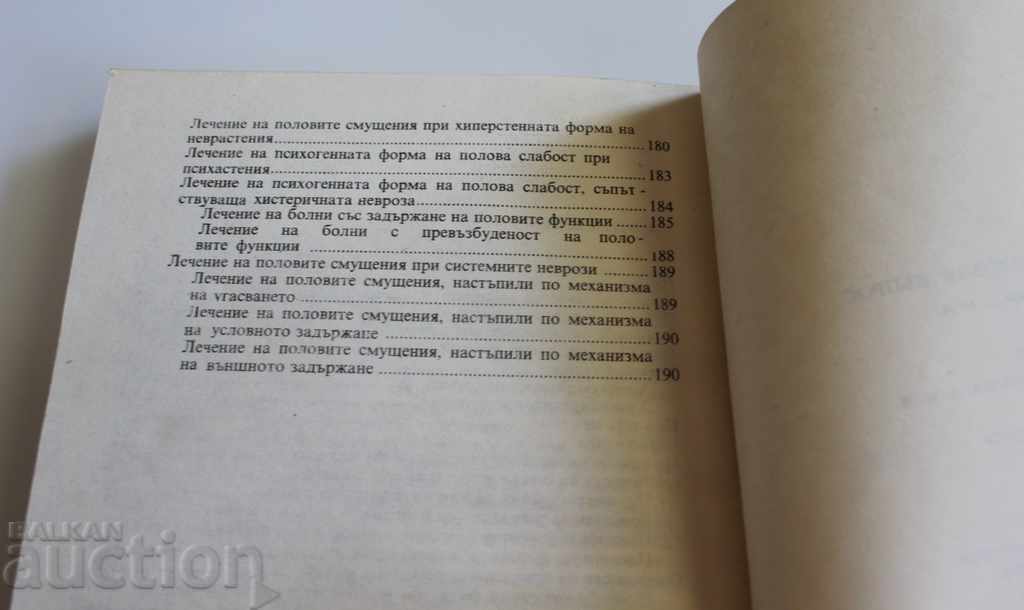 Лечение на половите смущения при хиперстенната форма на
неврастения.......................................................................... 180
Лечение на психогенната форма на полова слабост при
психастения.......................................................................... 183
Лечение на психогенната форма на полова слабост, съпът-
ствуваща хистеричната невроза............................................ 184
Лечение на болни със задържане на половите функции ...... 185
Лечение на болни с превъзбуденост на поло-
вите функции ........................................................................ 188
Лечение на половите смущения при системните неврози ..... 189
Лечение на половите смущения, настъпили по механизма
на угасването ........................................................................ 189
Лечение на половите смущения, настъпили по механизма
на условното задържане ....................................................... 190
Лечение на половите смущения, настъпили по механизма
на външното задържане ........................................................ 190
BALKAN
auction